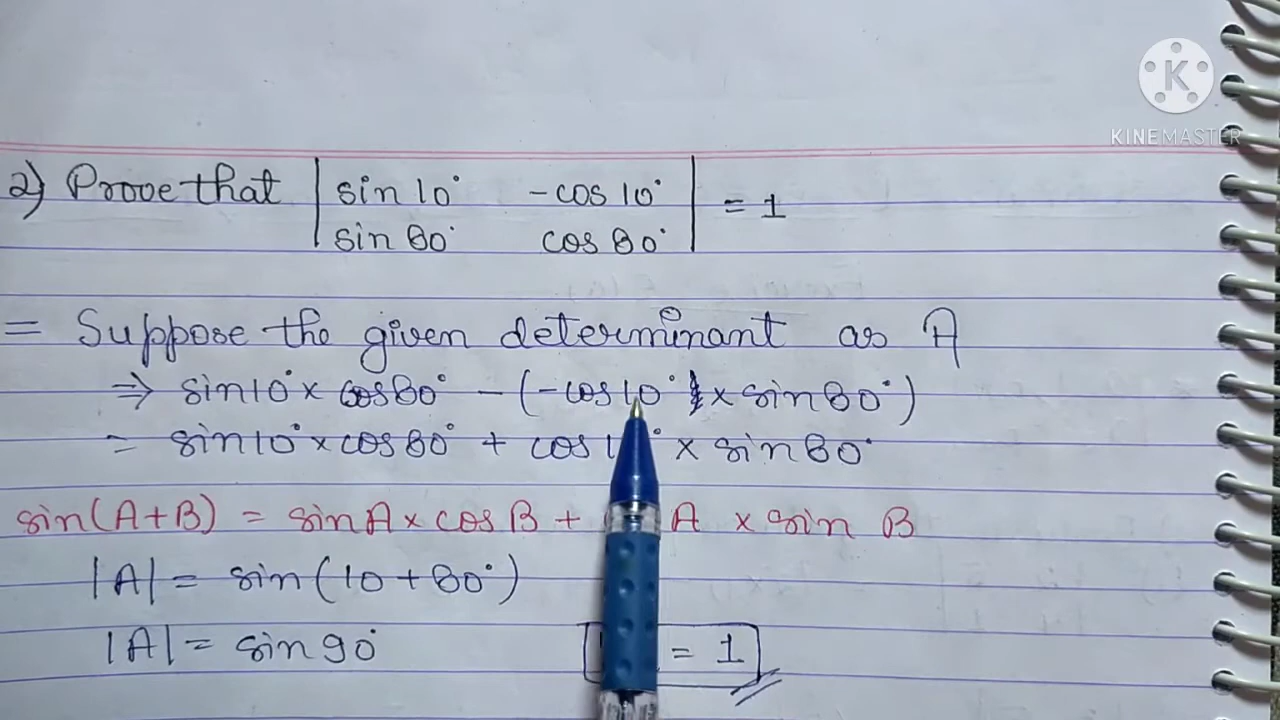 KINEMASTER
2) Prove that | sin 10° -cos 10° | = 1
| sin 80° cos 80° |
= Suppose the given determinant as A
⇒ sin10° × cos80° - (-cos10° × sin80°)
= sin10° × cos80° + cos 1 ° × sin80°
sin(A+B) = sinA × cosB + A × sin B
|A| = sin(10+80°)
|A| = sin90° = 1